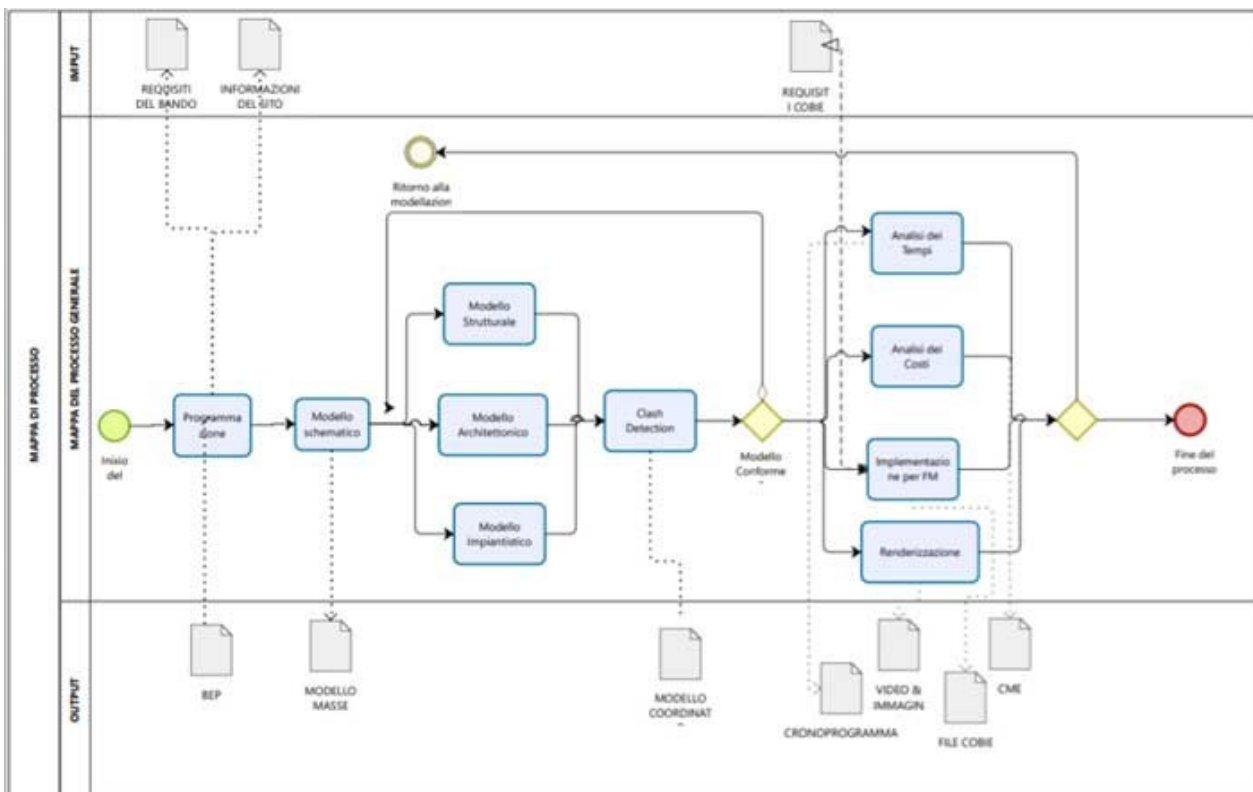 MAPPA DI PROCESSO
IMPUT
REQUISITI
DEL BANDO
INFORMAZIONI
DEL SITO
REQUISIT
I COBIE
MAPPA DEL PROCESSO GENERALE
Ritorno alla
modellazion
Inizio
del
Programma
zione
Modello
schematico
Modello
Strutturale
Modello
Architettonico
Modello
Impiantistico
Clash
Detection
Modello
Conforme
Analisi dei
Tempi
Analisi dei
Costi
Implementazio
ne per FM
Renderizzazione
Fine del
processo
OUTPUT
BEP
MODELLO
MASSE
MODELLO
COORDINAT
CRONOPROGRAMMA
VIDEO &
IMMAGIN
FILE COBIE
CME